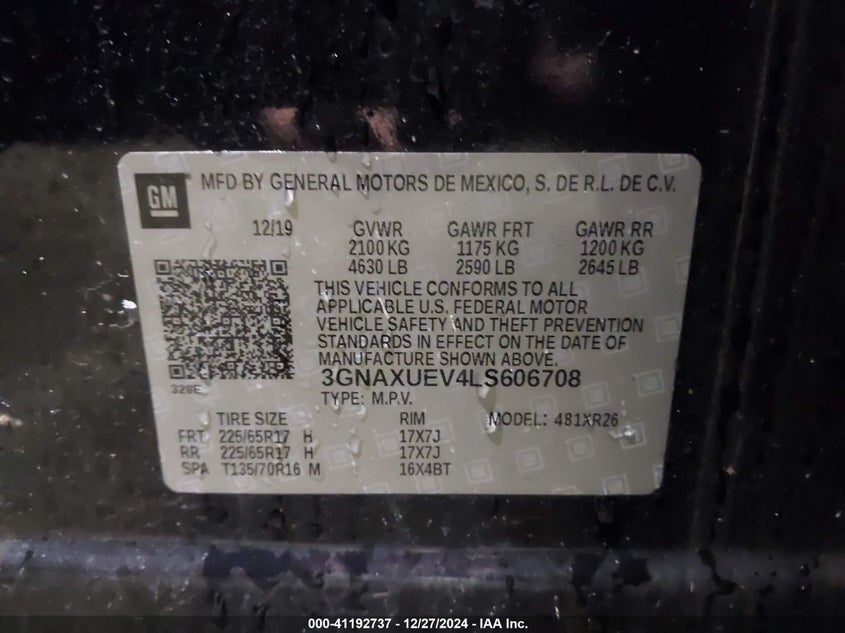 GM MFD BY GENERAL MOTORS DE MEXICO, S. DE R.L. DE C.V.
12/19 GVWR GAWR FRT GAWR RR
2100 KG 1175 KG 1200 KG
4630 LB 2590 LB 2645 LB
THIS VEHICLE CONFORMS TO ALL
APPLICABLE U.S. FEDERAL MOTOR
VEHICLE SAFETY AND THEFT PREVENTION
STANDARDS IN EFFECT ON THE DATE OF
MANUFACTURE SHOWN ABOVE.
3GNAXUEV4LS606708
328E
TYPE: M.P.V.
TIRE SIZE RIM MODEL: 481XR26
FRT 225/65R17 H 17X7J
RR 225/65R17 H 17X7J
SPA T135/70R16 M 16X4BT
000-41192737 - 12/27/2024 - IAA Inc.